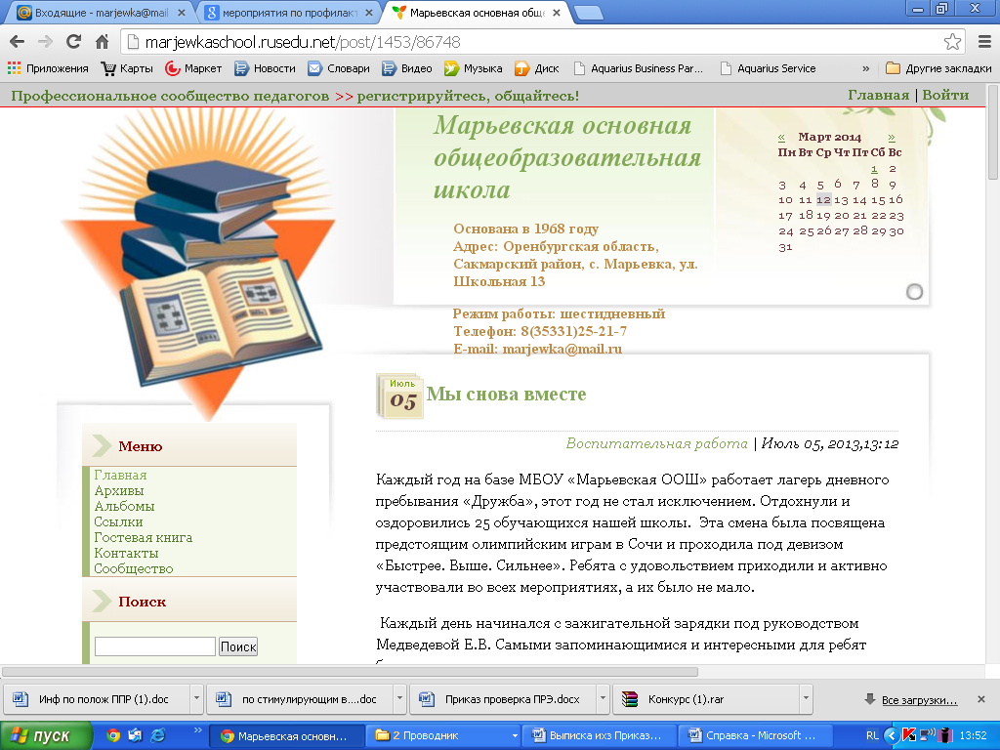 Входящие - marjewka@mail
мероприятия по профилакт
Марьевская основная обще
marjewkaschool.rusedu.net/post/1453/86748
Приложения Карты Маркет Новости Словари Видео Музыка Диск Aquarius Business Par... Aquarius Service » Другие закладки
Профессиональное сообщество педагогов >> регистрируйтесь, общайтесь!
Главная | Войти
Марьевская основная
общеобразовательная
школа
Основана в 1968 году
Адрес: Оренбургская область,
Сакмарский район, с. Марьевка, ул.
Школьная 13
Режим работы: шестидневный
Телефон: 8(35331)25-21-7
E-mail: marjewka@mail.ru
« Март 2014 »
Пн Вт Ср Чт Пт Сб Вс
1 2
3 4 5 6 7 8 9
10 11 12 13 14 15 16
17 18 19 20 21 22 23
24 25 26 27 28 29 30
31
Меню
Главная
Архивы
Альбомы
Ссылки
Гостевая книга
Контакты
Сообщество
Поиск
Поиск
Июль
05
Мы снова вместе
Воспитательная работа | Июль 05, 2013,13:12
Каждый год на базе МБОУ «Марьевская ООШ» работает лагерь дневного
пребывания «Дружба», этот год не стал исключением. Отдохнули и
оздоровились 25 обучающихся нашей школы. Эта смена была посвящена
предстоящим олимпийским играм в Сочи и проходила под девизом
«Быстрее. Выше. Сильнее». Ребята с удовольствием приходили и активно
участвовали во всех мероприятиях, а их было не мало.
Каждый день начинался с зажигательной зарядки под руководством
Медведевой Е.В. Самыми запоминающимися и интересными для ребят
Инф по полож ППР (1).doc
по стимулирующим в....doc
Приказ проверка ПРЭ.docx
Конкурс (1).rar
Все загрузки...
пуск
»
Марьевская основн...
2 Проводник
Выписка ихз Приказ...
Справка - Microsoft ...
RL
13:52